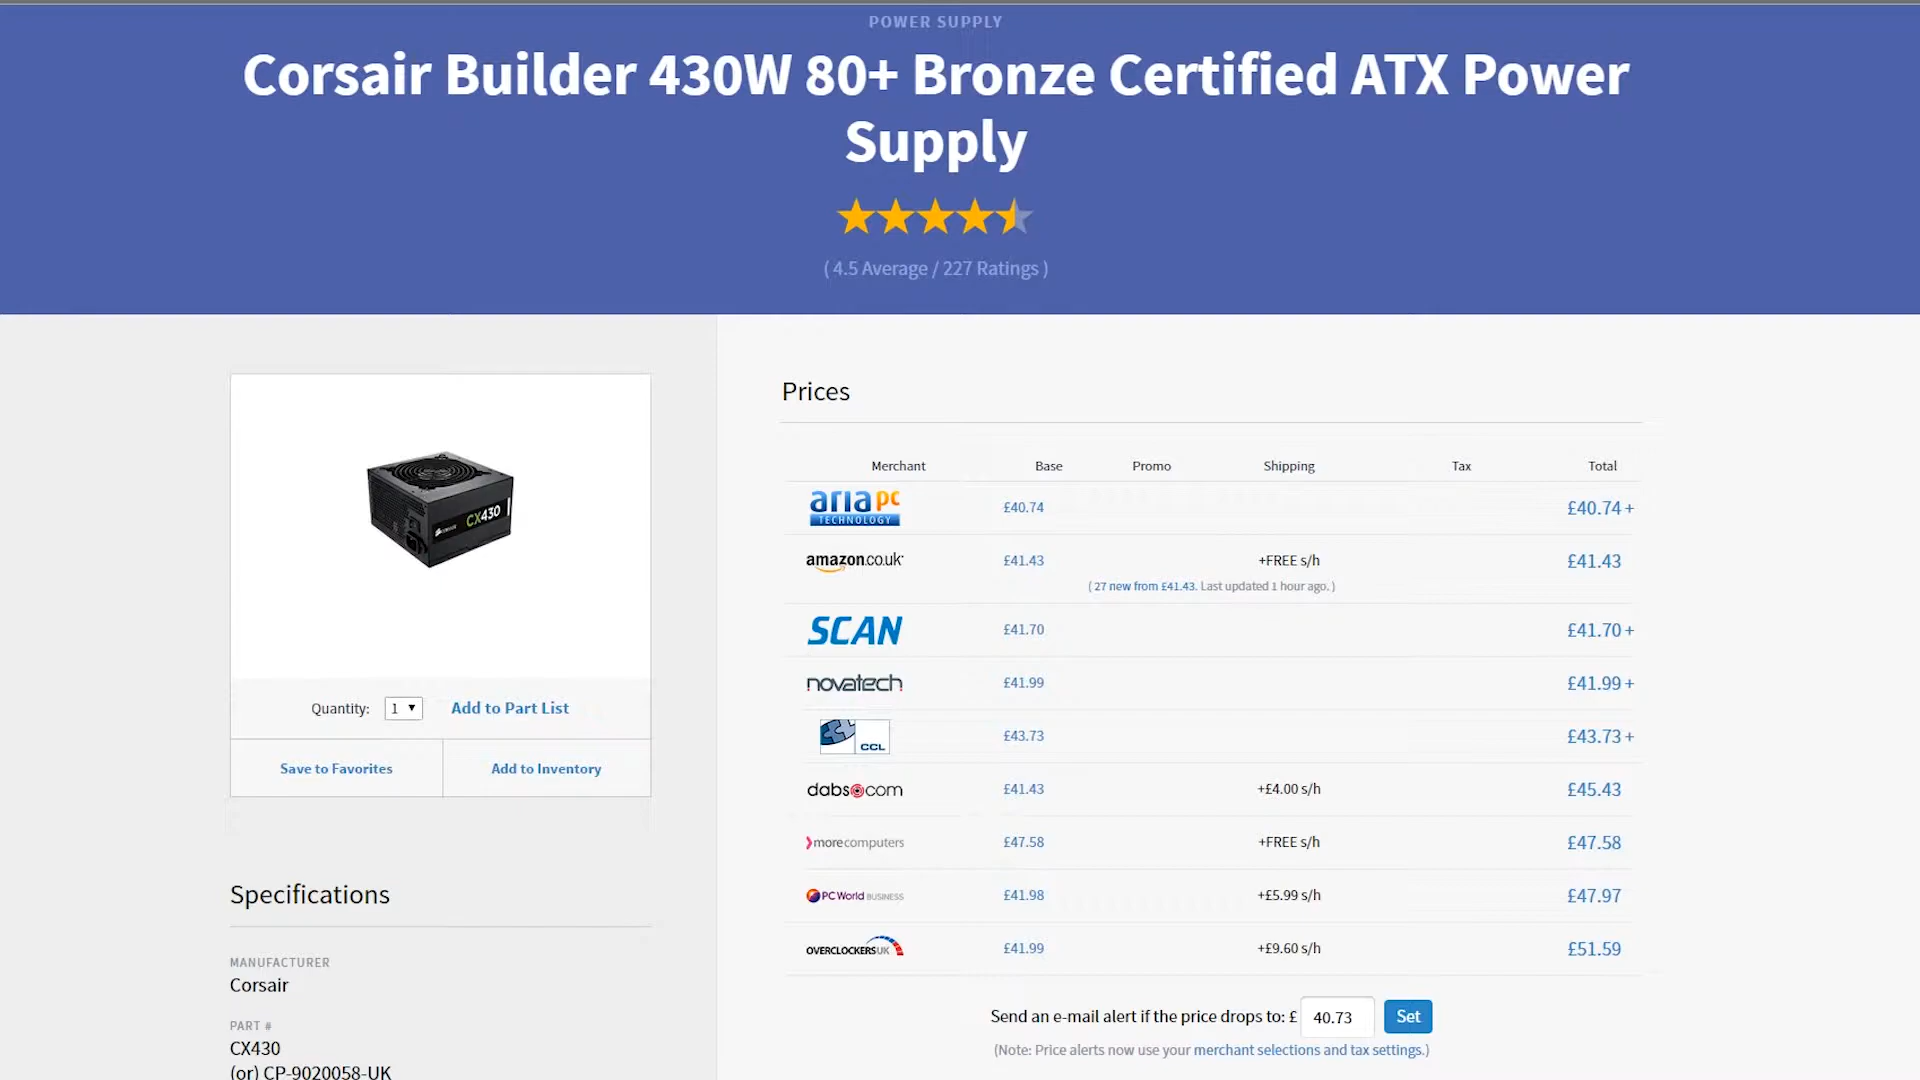 POWER SUPPLY
Corsair Builder 430W 80+ Bronze Certified ATX Power
Supply
( 4.5 Average / 227 Ratings )
CX430
Quantity: 1 Add to Part List
Save to Favorites Add to Inventory
Specifications
MANUFACTURER
Corsair
PART #
CX430
(or) CP-9020058-UK
Prices
Merchant Base Promo Shipping Tax Total
aria PC TECHNOLOGY £40.74 £40.74 +
amazon.co.uk £41.43 +FREE s/h £41.43
( 27 new from £41.43. Last updated 1 hour ago. )
SCAN £41.70 £41.70 +
novatech £41.99 £41.99 +
CCL £43.73 £43.73 +
dabs.com £41.43 +£4.00 s/h £45.43
morecomputers £47.58 +FREE s/h £47.58
PC World BUSINESS £41.98 +£5.99 s/h £47.97
OVERCLOCKERS UK £41.99 +£9.60 s/h £51.59
Send an e-mail alert if the price drops to: £ 40.73 Set
(Note: Price alerts now use your merchant selections and tax settings.)